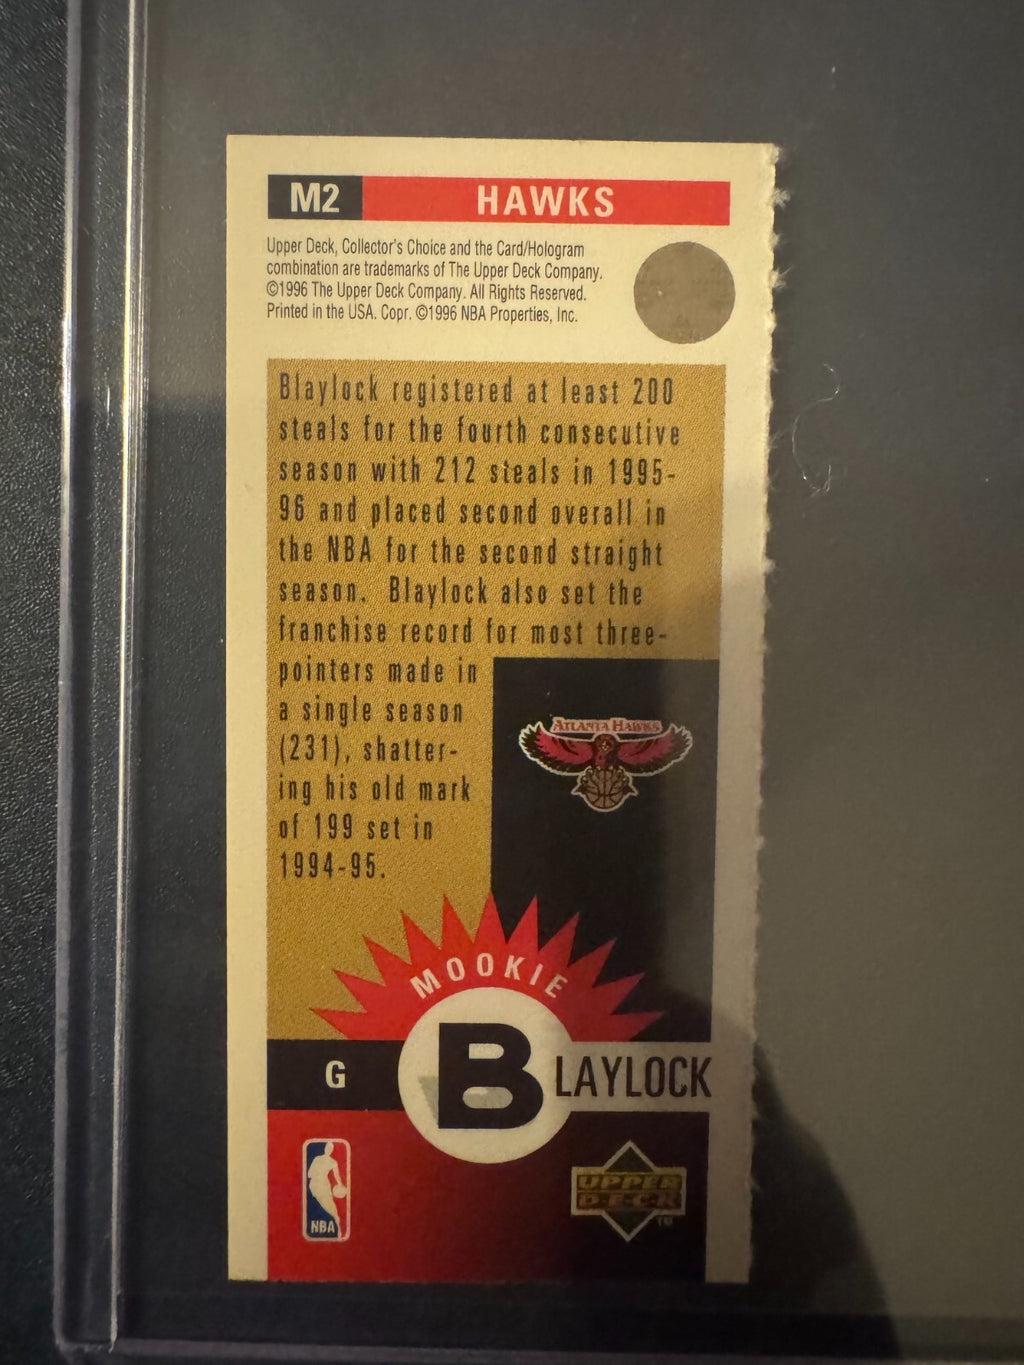 M2 HAWKS
Upper Deck, Collector's Choice and the Card/Hologram
combination are trademarks of The Upper Deck Company.
©1996 The Upper Deck Company. All Rights Reserved.
Printed in the USA. Copr. ©1996 NBA Properties, Inc.
Blaylock registered at least 200
steals for the fourth consecutive
season with 212 steals in 1995-
96 and placed second overall in
the NBA for the second straight
season. Blaylock also set the
franchise record for most three-
pointers made in
a single season
(231), shatter-
ing his old mark
of 199 set in
1994-95.
ATLANTA HAWKS
MOOKIE
G BLAYLOCK
NBA
UPPER
DECK
TM